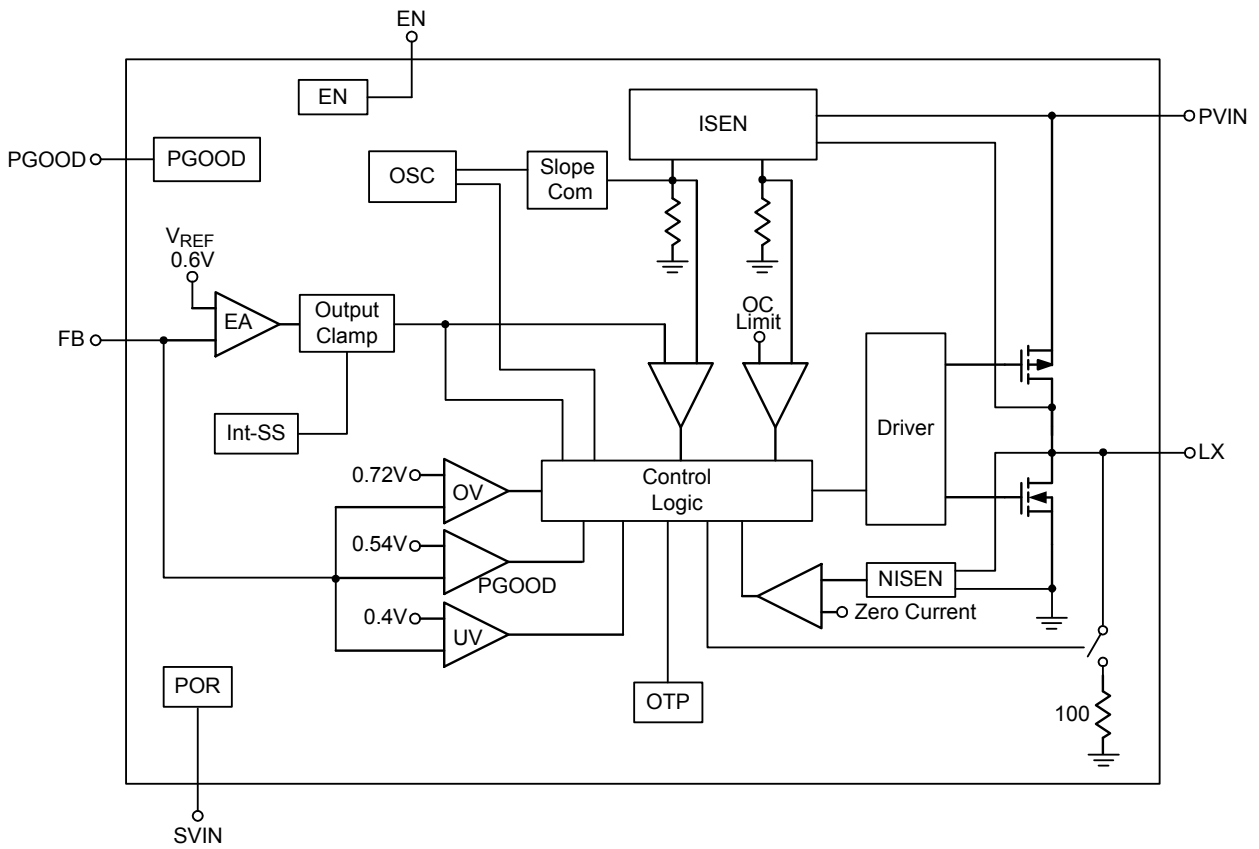 EN
EN
ISEN
PVIN
PGOOD
PGOOD
OSC
Slope
Com
VREF
0.6V
EA
Output
Clamp
OC
Limit
FB
Int-SS
Driver
LX
0.72V
OV
Control
Logic
0.54V
PGOOD
NISEN
0.4V
UV
Zero Current
POR
OTP
100
SVIN